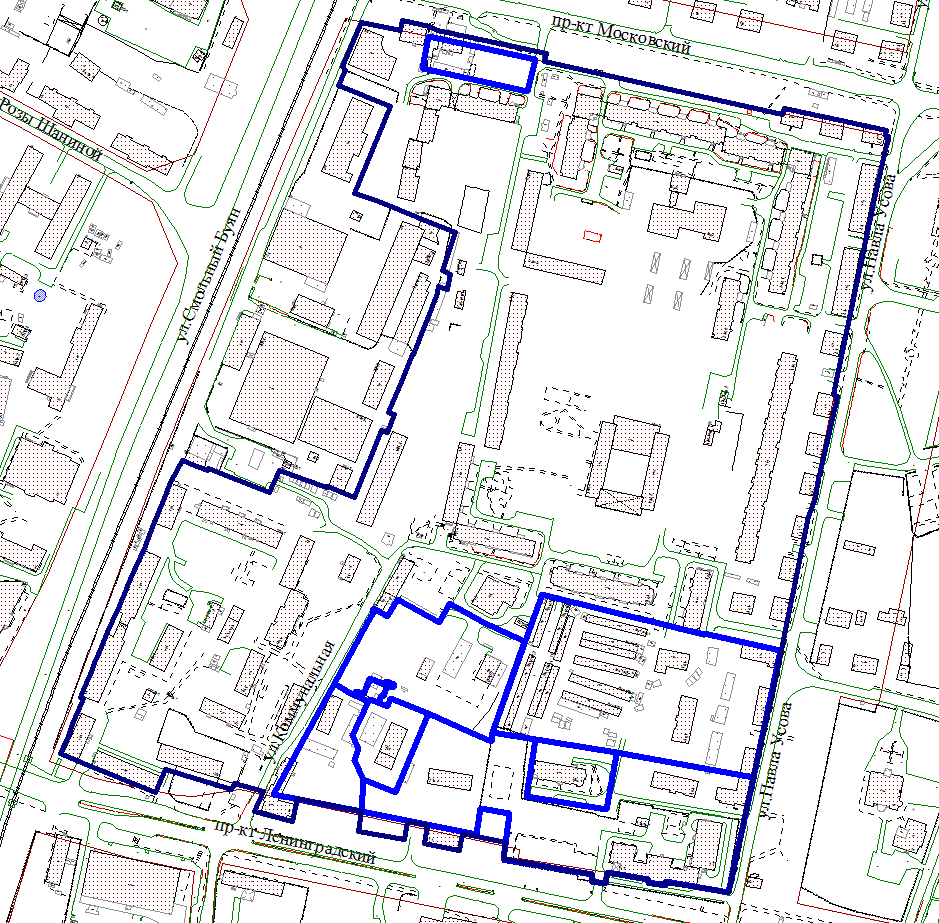 пр-кт Московский
Розы Шаниной
ул.Смольный Буян
ул.Павла Усова
ул.Коммунальная
ул.Павла Усова
пр-кт Ленинградский